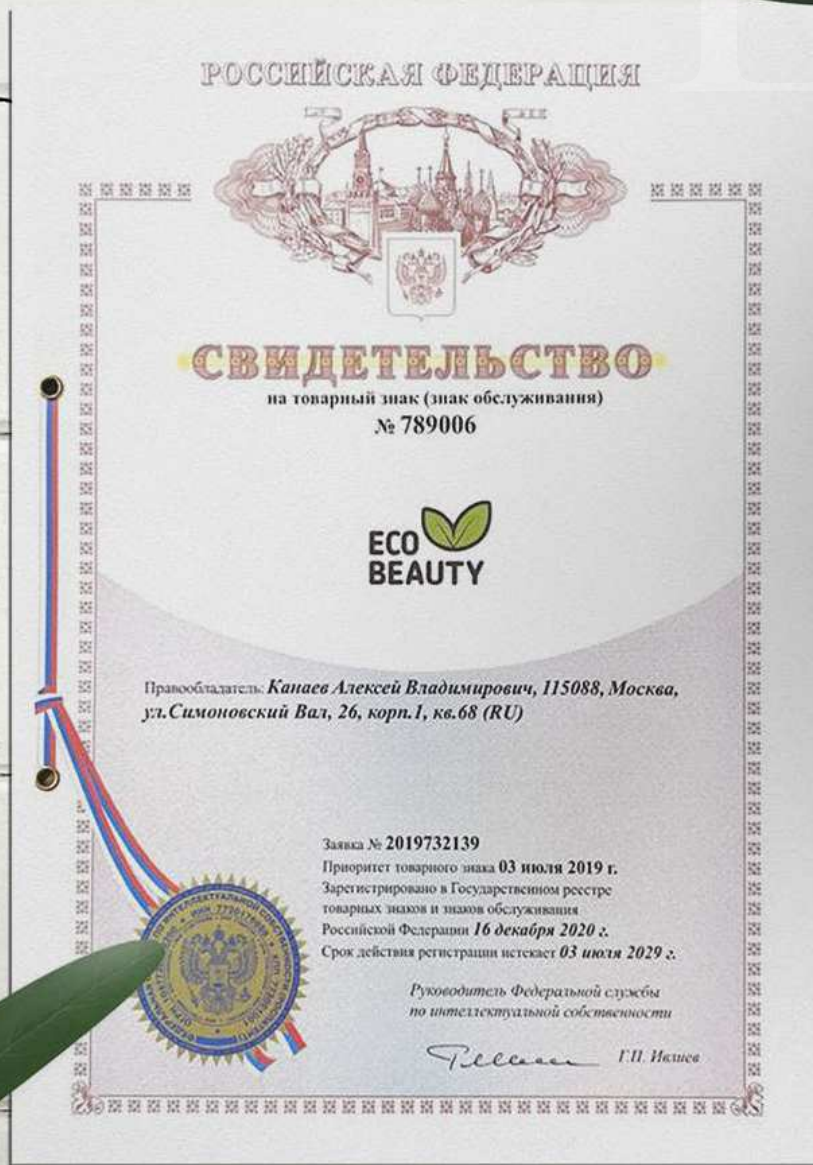 РОССИЙСКАЯ ФЕДЕРАЦИЯ
СВИДЕТЕЛЬСТВО
на товарный знак (знак обслуживания)
№ 789006
ECO
BEAUTY
Правообладатель: Канаев Алексей Владимирович, 115088, Москва,
ул.Симоновский Вал, 26, корп.1, кв.68 (RU)
Заявка № 2019732139
Приоритет товарного знака 03 июля 2019 г.
Зарегистрировано в Государственном реестре
товарных знаков и знаков обслуживания
Российской Федерации 16 декабря 2020 г.
Срок действия регистрации истекает 03 июля 2029 г.
Руководитель Федеральной службы
по интеллектуальной собственности
Г.П. Ивлиев
ПО ИНТЕЛЛЕКТУАЛЬНОЙ СОБСТВЕННОСТИ